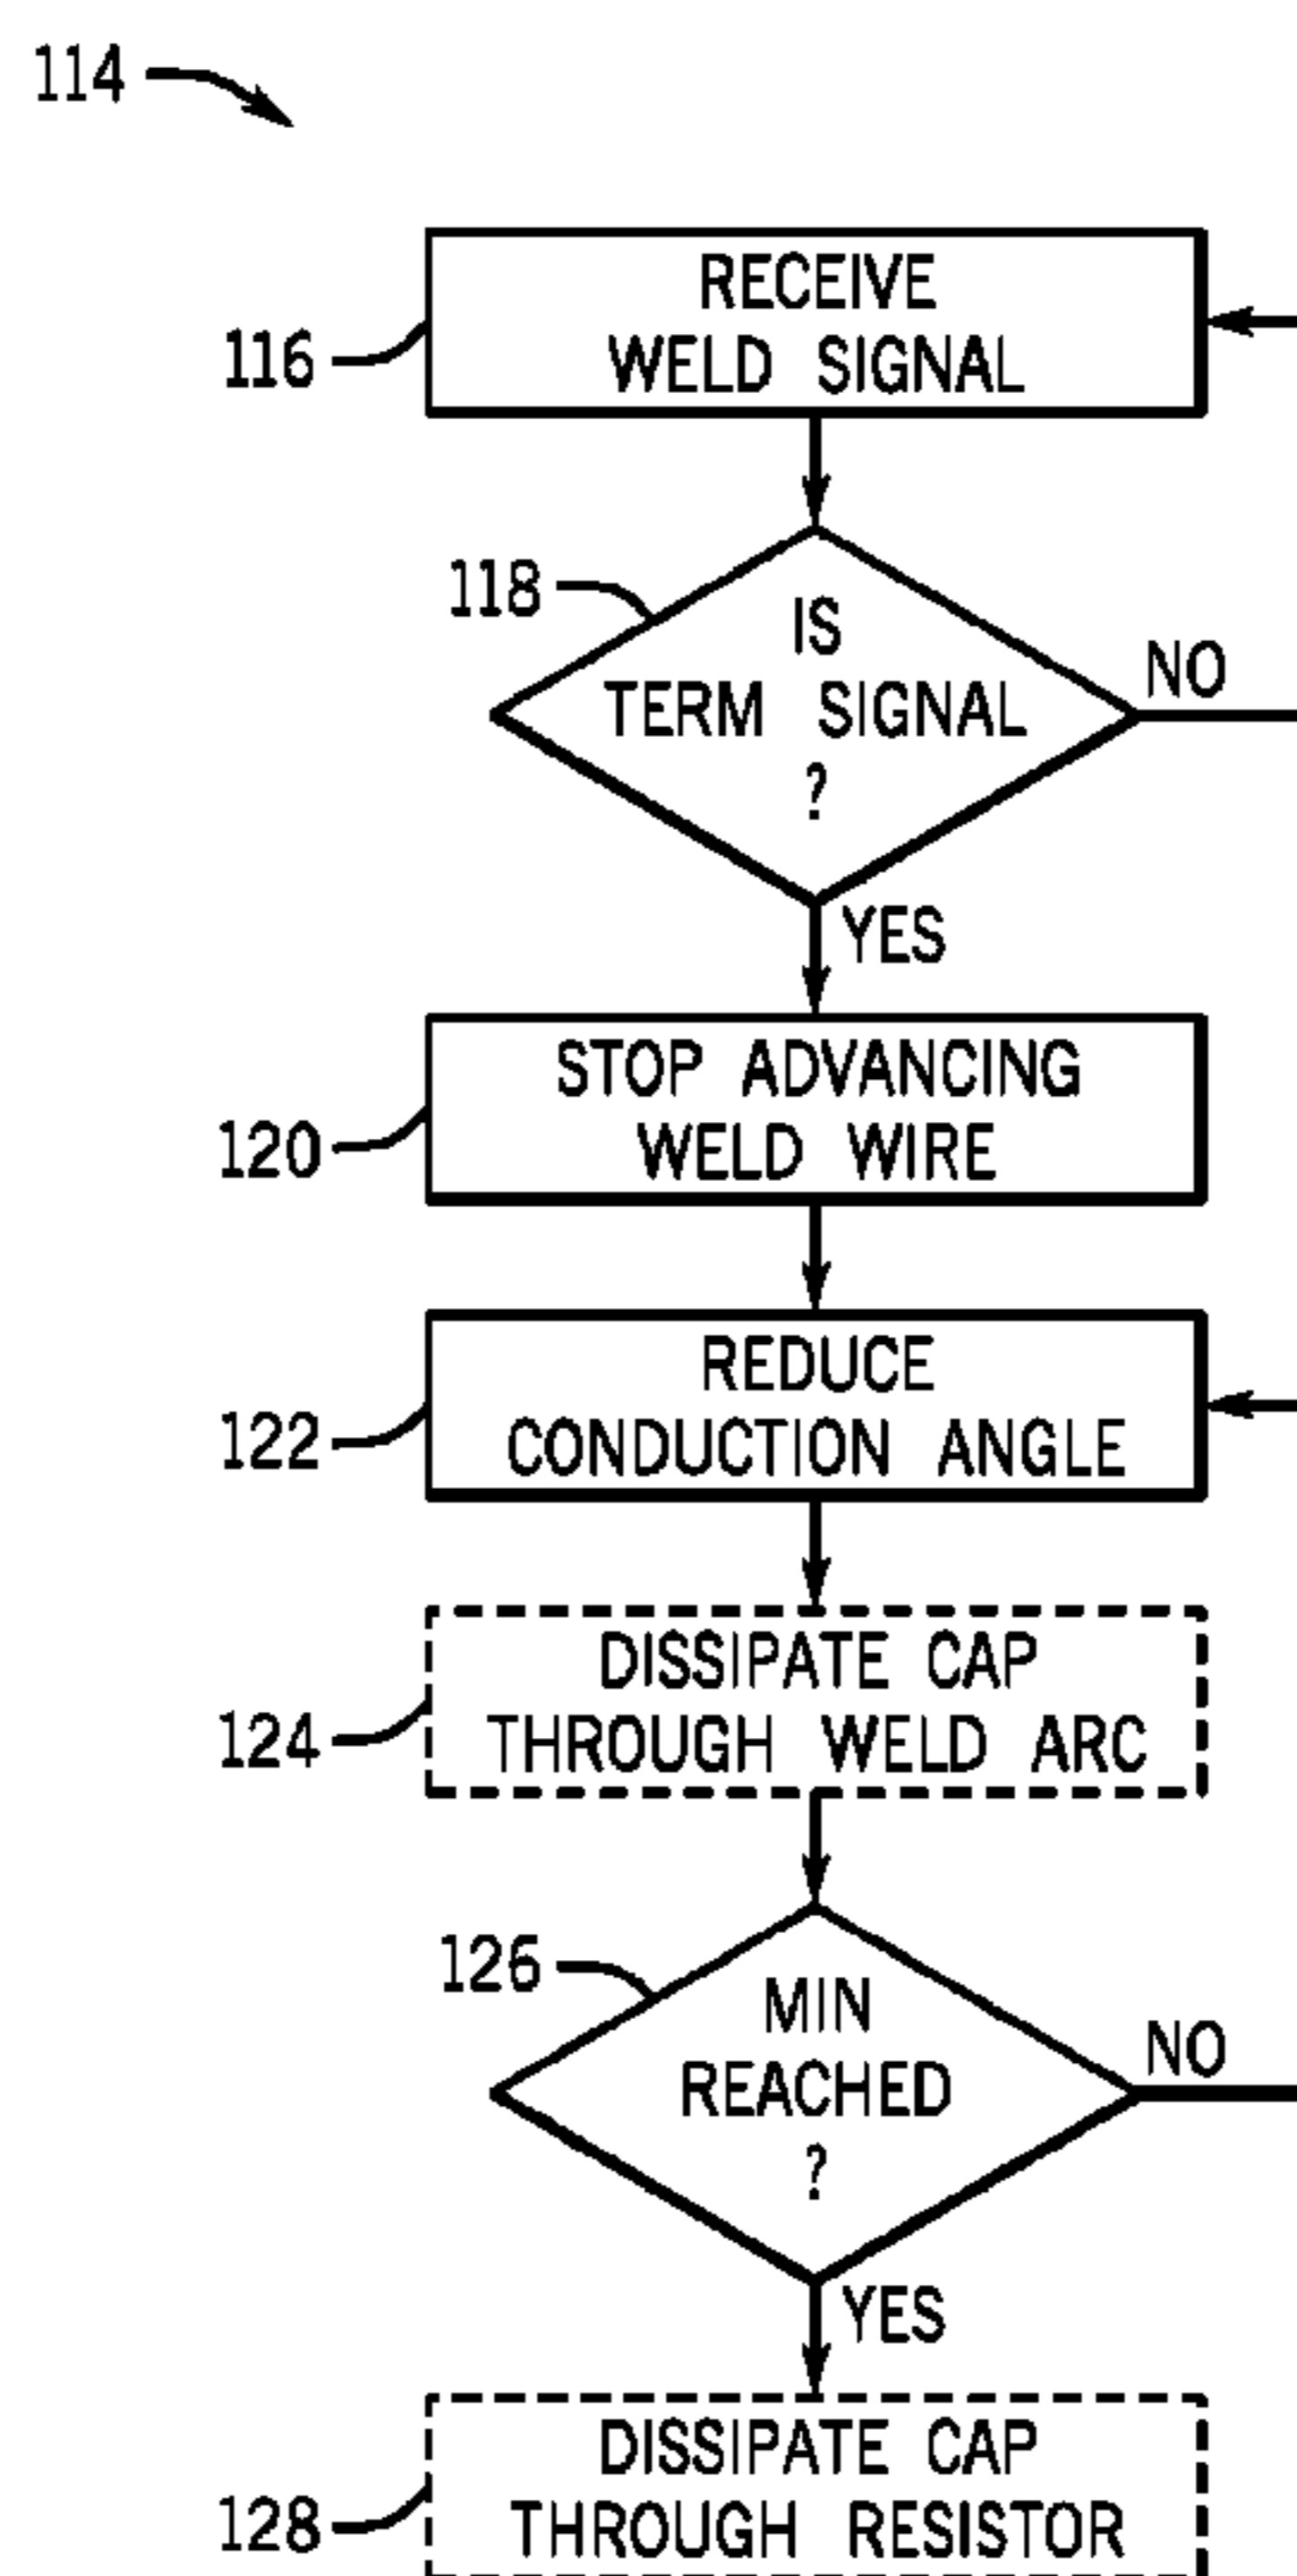 114
RECEIVE
WELD SIGNAL
116
118
IS
TERM SIGNAL
?
NO
YES
STOP ADVANCING
WELD WIRE
120
REDUCE
CONDUCTION ANGLE
122
DISSIPATE CAP
THROUGH WELD ARC
124
126
MIN
REACHED
?
NO
YES
DISSIPATE CAP
THROUGH RESISTOR
128